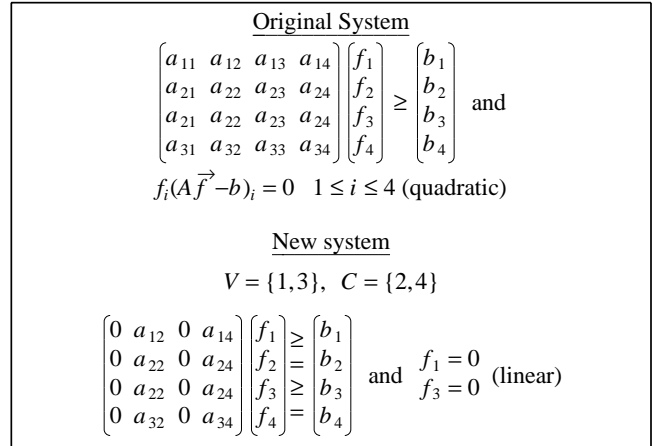 Original System
a11 a12 a13 a14 f1 b1
a21 a22 a23 a24 f2 b2
≥ and
a21 a22 a23 a24 f3 b3
a31 a32 a33 a34 f4 b4
fi(Af⃗−b)i = 0 1 ≤ i ≤ 4 (quadratic)
New system
V = {1,3}, C = {2,4}
0 a12 0 a14 f1 ≥ b1
0 a22 0 a24 f2 = b2
and f1 = 0 f3 = 0 (linear)
0 a22 0 a24 f3 ≥ b3
0 a32 0 a34 f4 = b4